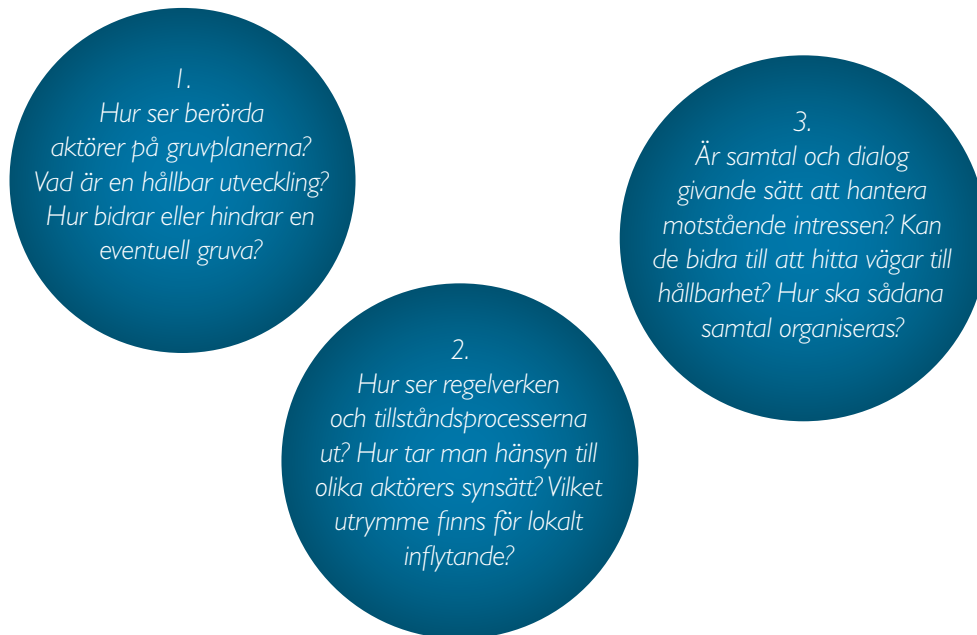 1.
Hur ser berörda
aktörer på gruvplanerna?
Vad är en hållbar utveckling?
Hur bidrar eller hindrar en
eventuell gruva?
2.
Hur ser regelverken
och tillståndsprocesserna
ut? Hur tar man hänsyn till
olika aktörers synsätt? Vilket
utrymme finns för lokalt
inflytande?
3.
Är samtal och dialog
givande sätt att hantera
motstående intressen? Kan
de bidra till att hitta vägar till
hållbarhet? Hur ska sådana
samtal organiseras?